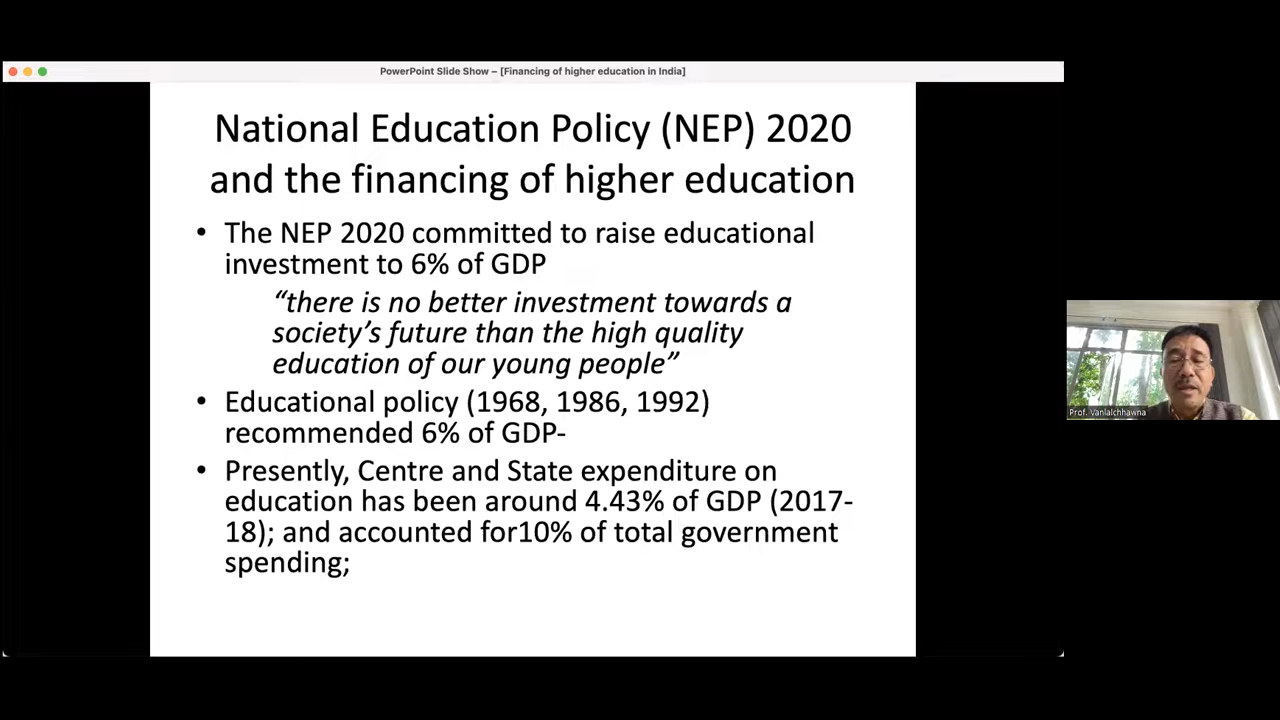 PowerPoint Slide Show – [Financing of higher education in India]
National Education Policy (NEP) 2020
and the financing of higher education
• The NEP 2020 committed to raise educational
investment to 6% of GDP
“there is no better investment towards a
society’s future than the high quality
education of our young people”
• Educational policy (1968, 1986, 1992)
recommended 6% of GDP-
• Presently, Centre and State expenditure on
education has been around 4.43% of GDP (2017-
18); and accounted for10% of total government
spending;
Prof. Vanlalchhawna